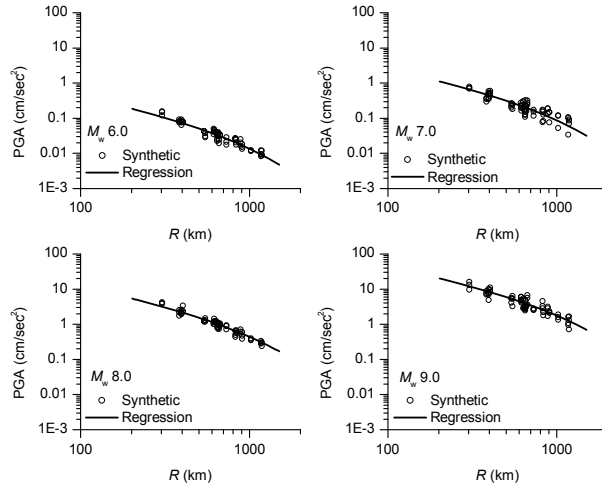 100
10
1
0.1
0.01
1E-3
PGA (cm/sec²)
Mw 6.0
Synthetic
Regression
100
1000
R (km)
100
10
1
0.1
0.01
1E-3
PGA (cm/sec²)
Mw 7.0
Synthetic
Regression
100
1000
R (km)
100
10
1
0.1
0.01
1E-3
PGA (cm/sec²)
Mw 8.0
Synthetic
Regression
100
1000
R (km)
100
10
1
0.1
0.01
1E-3
PGA (cm/sec²)
Mw 9.0
Synthetic
Regression
100
1000
R (km)